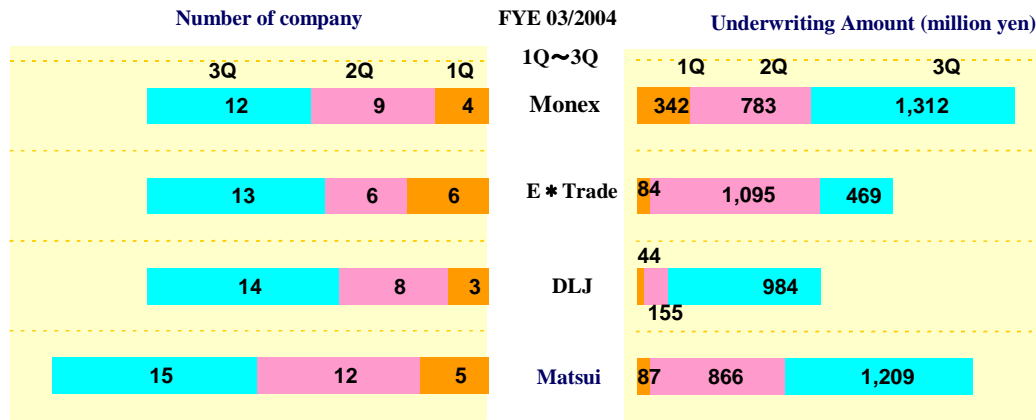 Number of company FYE 03/2004 Underwriting Amount (million yen)
1Q～3Q
3Q 2Q 1Q 1Q 2Q 3Q
12 9 4 Monex 342 783 1,312
13 6 6 E＊Trade 84 1,095 469
44
14 8 3 DLJ 984
155
15 12 5 Matsui 87 866 1,209